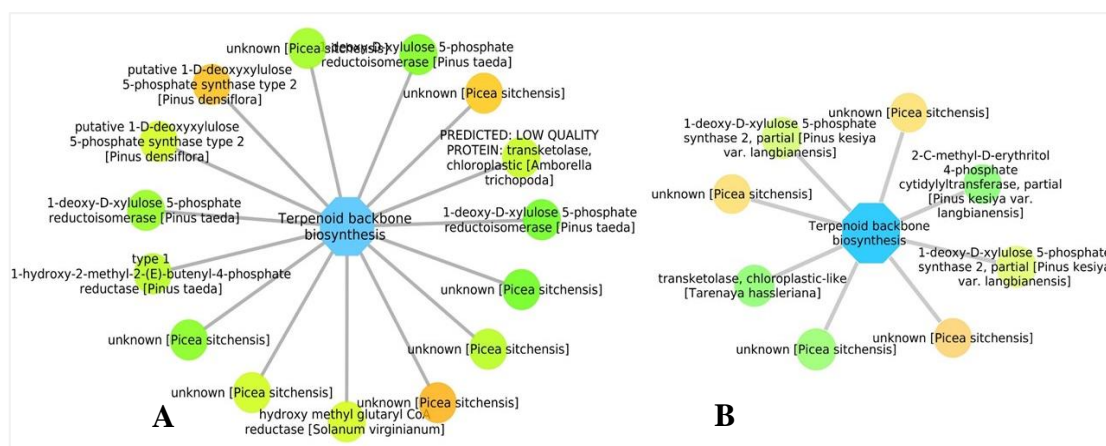 unknown [Picea sitchensis]
1-deoxy-D-xylulose 5-phosphate
reductoisomerase [Pinus taeda]
putative 1-D-deoxyxylulose
5-phosphate synthase type 2
[Pinus densiflora]
unknown [Picea sitchensis]
putative 1-D-deoxyxylulose
5-phosphate synthase type 2
[Pinus densiflora]
PREDICTED: LOW QUALITY
PROTEIN: transketolase,
chloroplastic [Amborella
trichopoda]
1-deoxy-D-xylulose 5-phosphate
reductoisomerase [Pinus taeda]
Terpenoid backbone
biosynthesis
1-deoxy-D-xylulose 5-phosphate
reductoisomerase [Pinus taeda]
type 1
1-hydroxy-2-methyl-2-(E)-butenyl-4-phosphate
reductase [Pinus taeda]
unknown [Picea sitchensis]
unknown [Picea sitchensis]
unknown [Picea sitchensis]
unknown [Picea sitchensis]
unknown [Picea sitchensis]
hydroxy methyl glutaryl CoA
reductase [Solanum virginianum]
A
unknown [Picea sitchensis]
1-deoxy-D-xylulose 5-phosphate
synthase 2, partial [Pinus kesiya
var. langbianensis]
2-C-methyl-D-erythritol
4-phosphate
cytidylyltransferase, partial
[Pinus kesiya var.
langbianensis]
unknown [Picea sitchensis]
Terpenoid backbone
biosynthesis
1-deoxy-D-xylulose 5-phosphate
synthase 2, partial [Pinus kesiya
var. langbianensis]
transketolase, chloroplastic-like
[Tarenaya hassleriana]
unknown [Picea sitchensis]
unknown [Picea sitchensis]
B